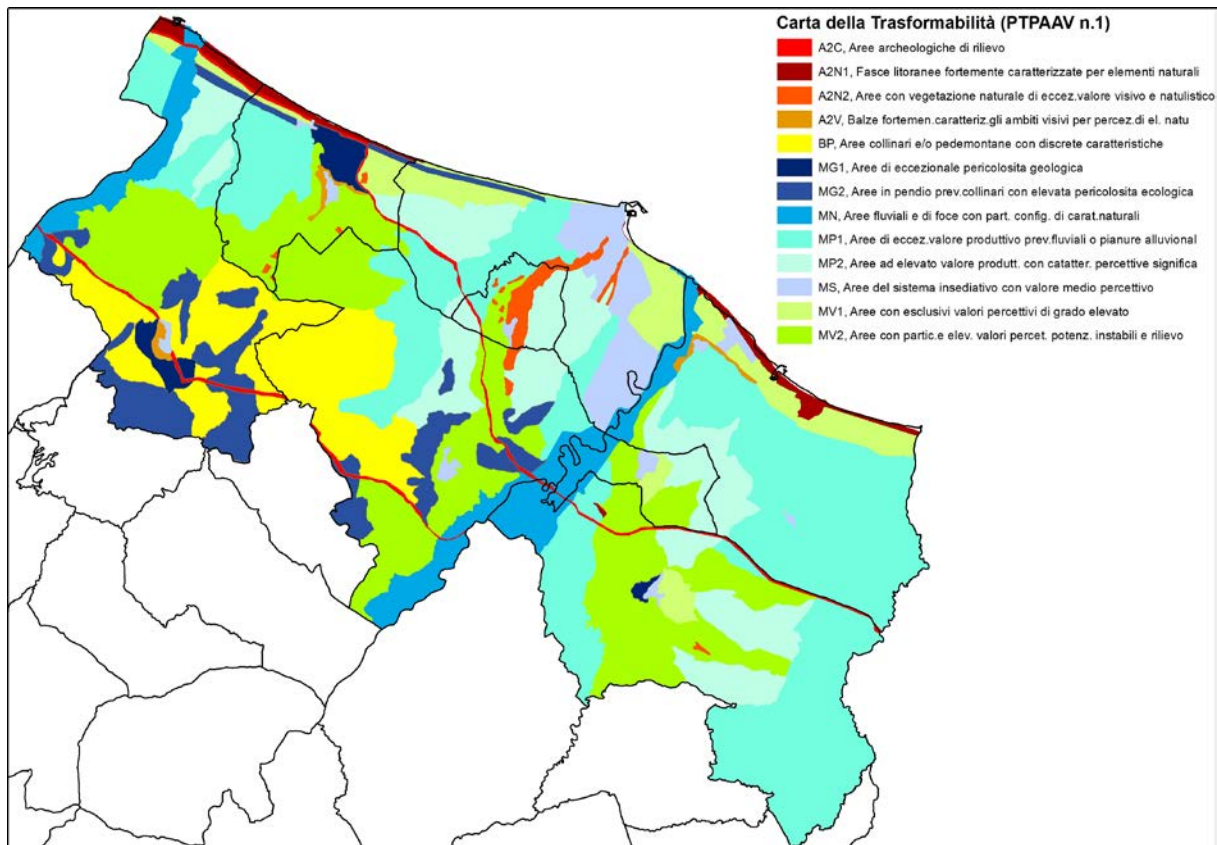 Carta della Trasformabilità (PTPAAV n.1)
A2C, Aree archeologiche di rilievo
A2N1, Fasce litoranee fortemente caratterizzate per elementi naturali
A2N2, Aree con vegetazione naturale di eccez.valore visivo e natulistico
A2V, Balze fortemen.caratteriz.gli ambiti visivi per percez.di el. natu
BP, Aree collinari e/o pedemontane con discrete caratteristiche
MG1, Aree di eccezionale pericolosita geologica
MG2, Aree in pendio prev.collinari con elevata pericolosita ecologica
MN, Aree fluviali e di foce con part. config. di carat.naturali
MP1, Aree di eccez.valore produttivo prev.fluviali o pianure alluvional
MP2, Aree ad elevato valore produtt. con catatter. percettive significa
MS, Aree del sistema insediativo con valore medio percettivo
MV1, Aree con esclusivi valori percettivi di grado elevato
MV2, Aree con partic.e elev. valori percet. potenz. instabili e rilievo